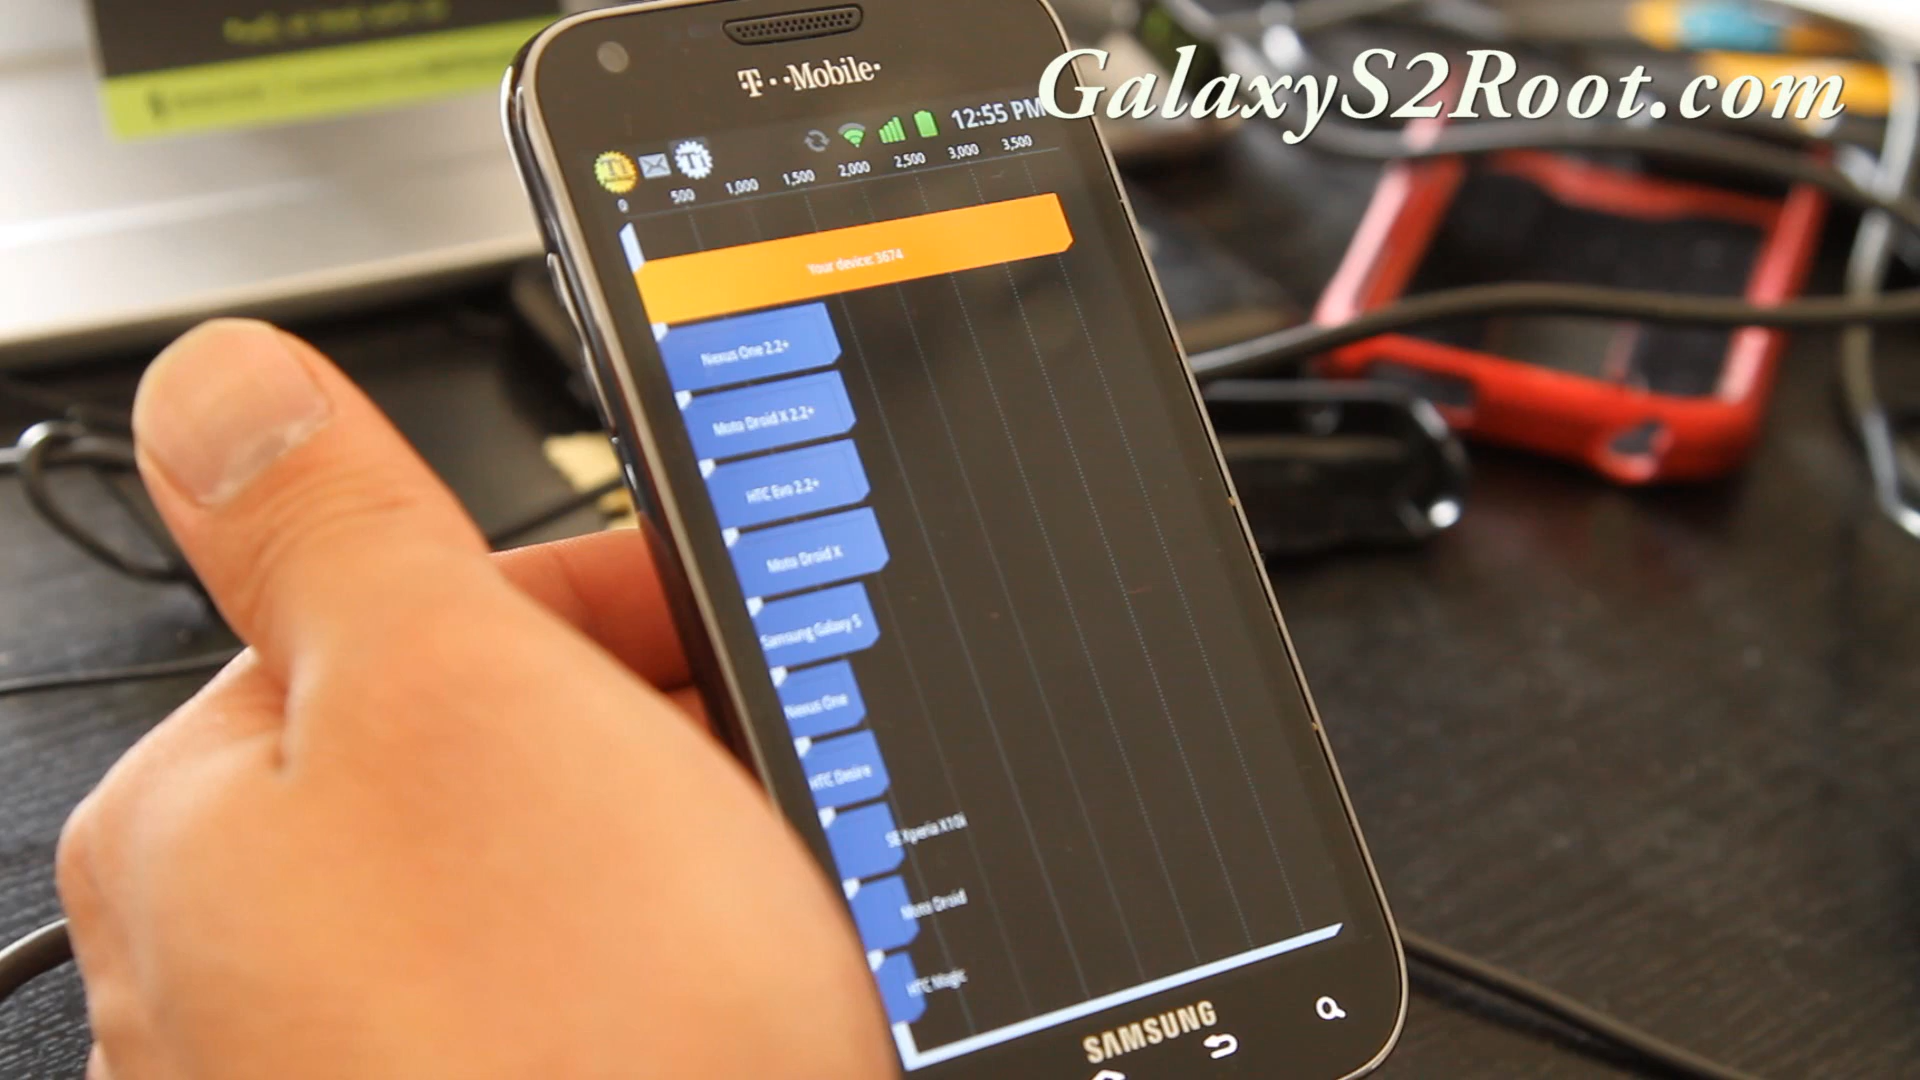 GalaxyS2Root.com
T··Mobile·
12:55 PM
0 500 1,000 1,500 2,000 2,500 3,000 3,500
Your device: 3674
Nexus One 2.2+
Moto Droid X 2.2+
HTC Evo 2.2+
Moto Droid X
Samsung Galaxy S
Nexus One
HTC Desire
SE Xperia X10i
Moto Droid
HTC Magic
SAMSUNG